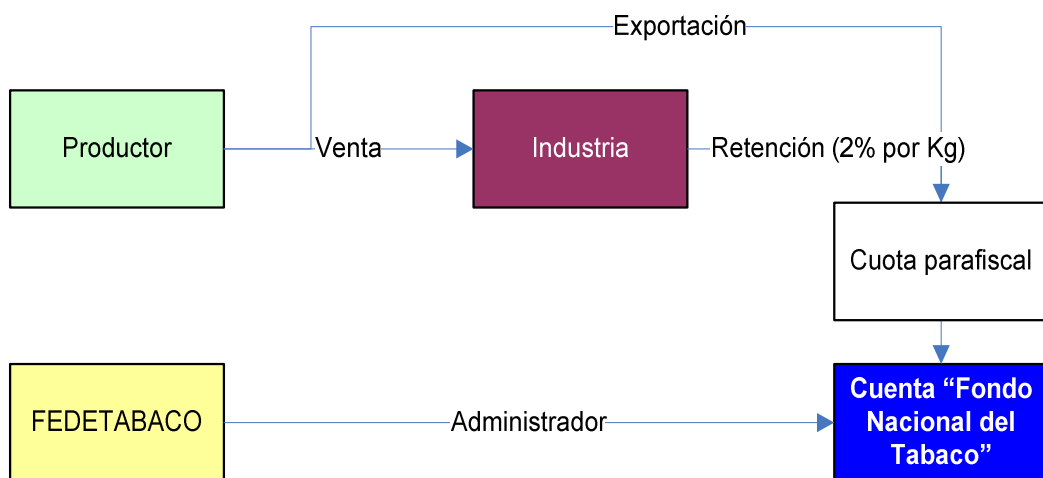 Exportación
Productor
Venta
Industria
Retención (2% por Kg)
Cuota parafiscal
FEDETABACO
Administrador
Cuenta “Fondo
Nacional del
Tabaco”